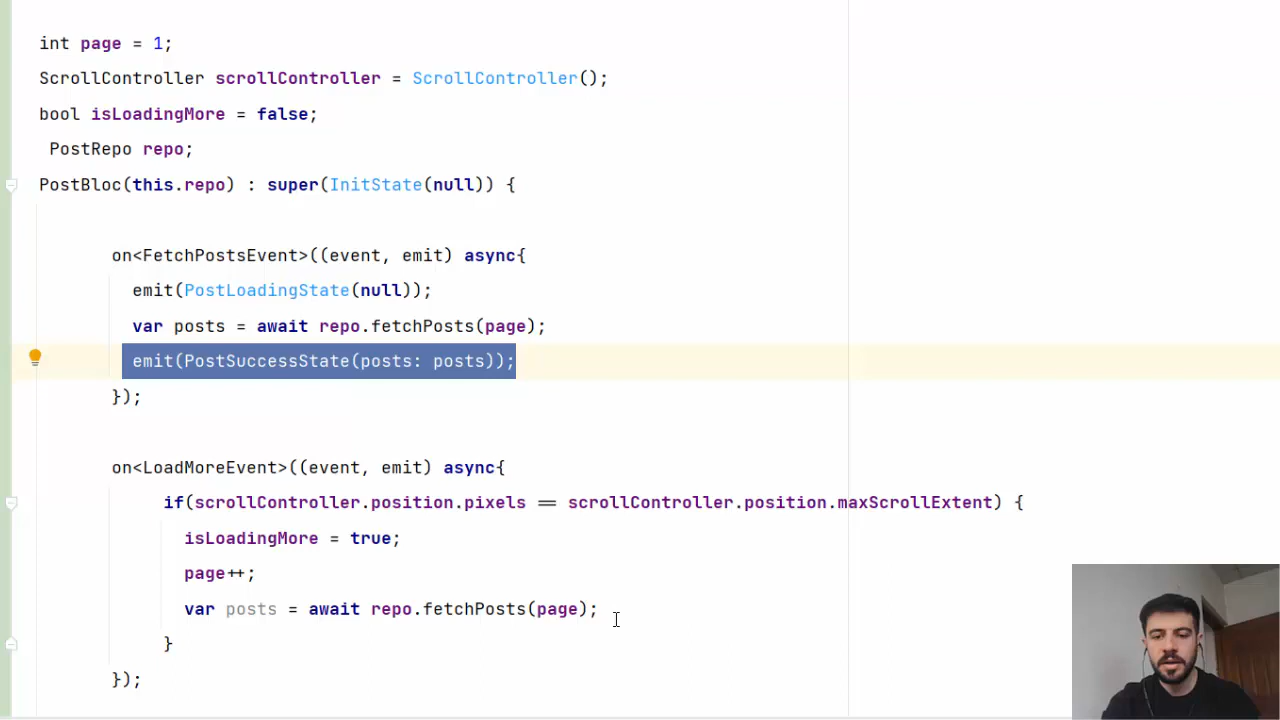 int page = 1;
ScrollController scrollController = ScrollController();
bool isLoadingMore = false;
PostRepo repo;
PostBloc(this.repo) : super(InitState(null)) {
on<FetchPostsEvent>((event, emit) async{
emit(PostLoadingState(null));
var posts = await repo.fetchPosts(page);
emit(PostSuccessState(posts: posts));
});
on<LoadMoreEvent>((event, emit) async{
if(scrollController.position.pixels == scrollController.position.maxScrollExtent) {
isLoadingMore = true;
page++;
var posts = await repo.fetchPosts(page);
}
});